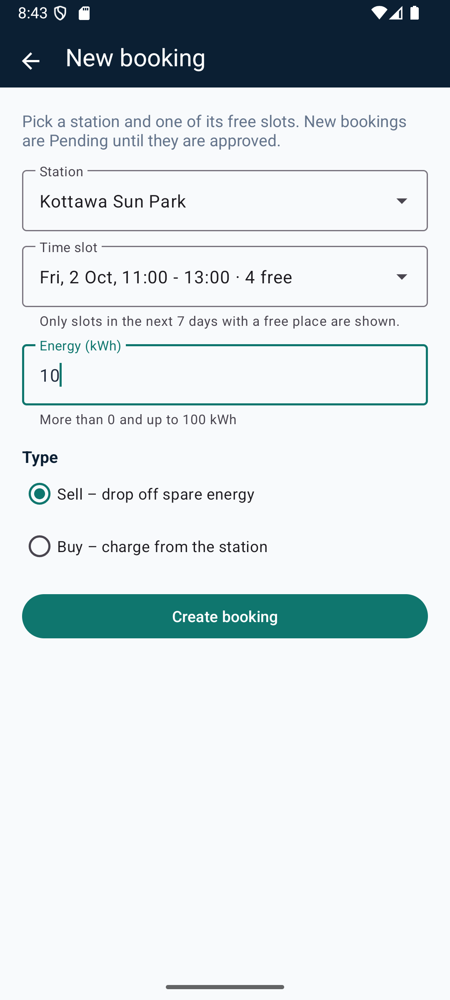 8:43
New booking
Pick a station and one of its free slots. New bookings
are Pending until they are approved.
Station
Kottawa Sun Park
Time slot
Fri, 2 Oct, 11:00 - 13:00 · 4 free
Only slots in the next 7 days with a free place are shown.
Energy (kWh)
10
More than 0 and up to 100 kWh
Type
Sell – drop off spare energy
Buy – charge from the station
Create booking